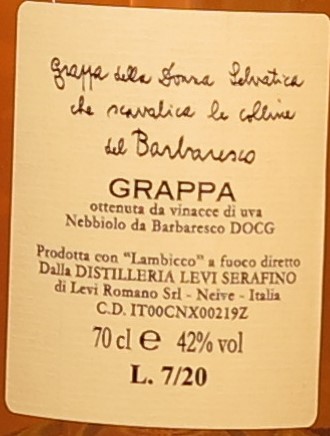 grappa della Donna Selvatica
che scavalica le colline
del Barbaresco
GRAPPA
ottenuta da vinacce di uva
Nebbiolo da Barbaresco DOCG
Prodotta con "Lambicco" a fuoco diretto
Dalla DISTILLERIA LEVI SERAFINO
di Levi Romano Srl - Neive - Italia
C.D. IT00CNX00219Z
70 cl e 42% vol
L. 7/20